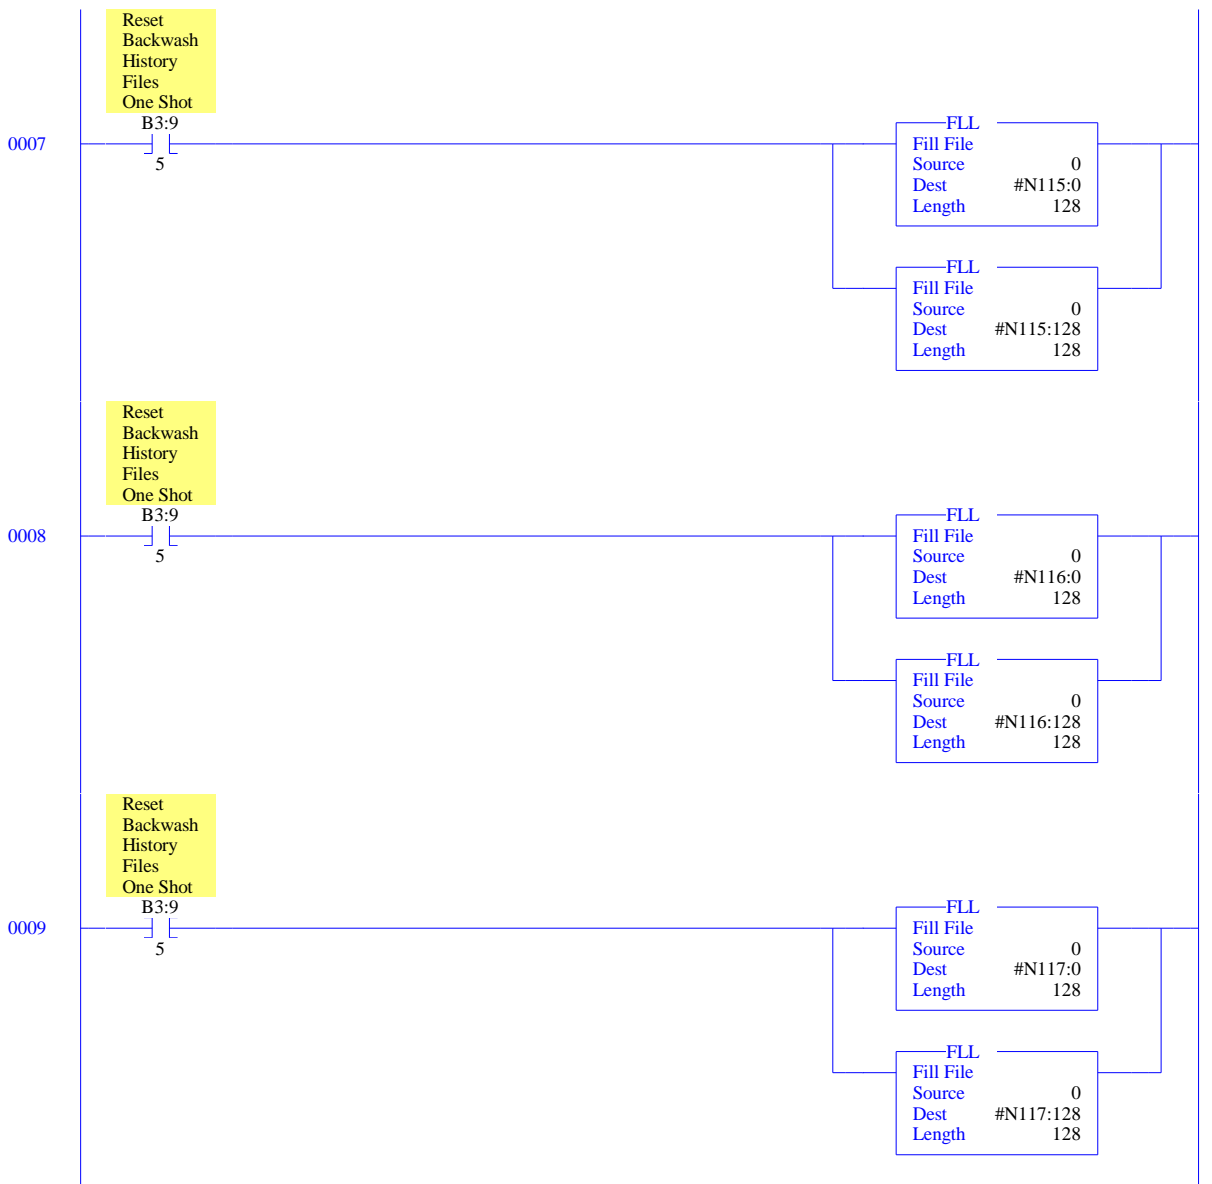 Reset
Backwash
History
Files
One Shot
B3:9
0007
5
FLL
Fill File
Source 0
Dest #N115:0
Length 128
FLL
Fill File
Source 0
Dest #N115:128
Length 128
Reset
Backwash
History
Files
One Shot
B3:9
0008
5
FLL
Fill File
Source 0
Dest #N116:0
Length 128
FLL
Fill File
Source 0
Dest #N116:128
Length 128
Reset
Backwash
History
Files
One Shot
B3:9
0009
5
FLL
Fill File
Source 0
Dest #N117:0
Length 128
FLL
Fill File
Source 0
Dest #N117:128
Length 128